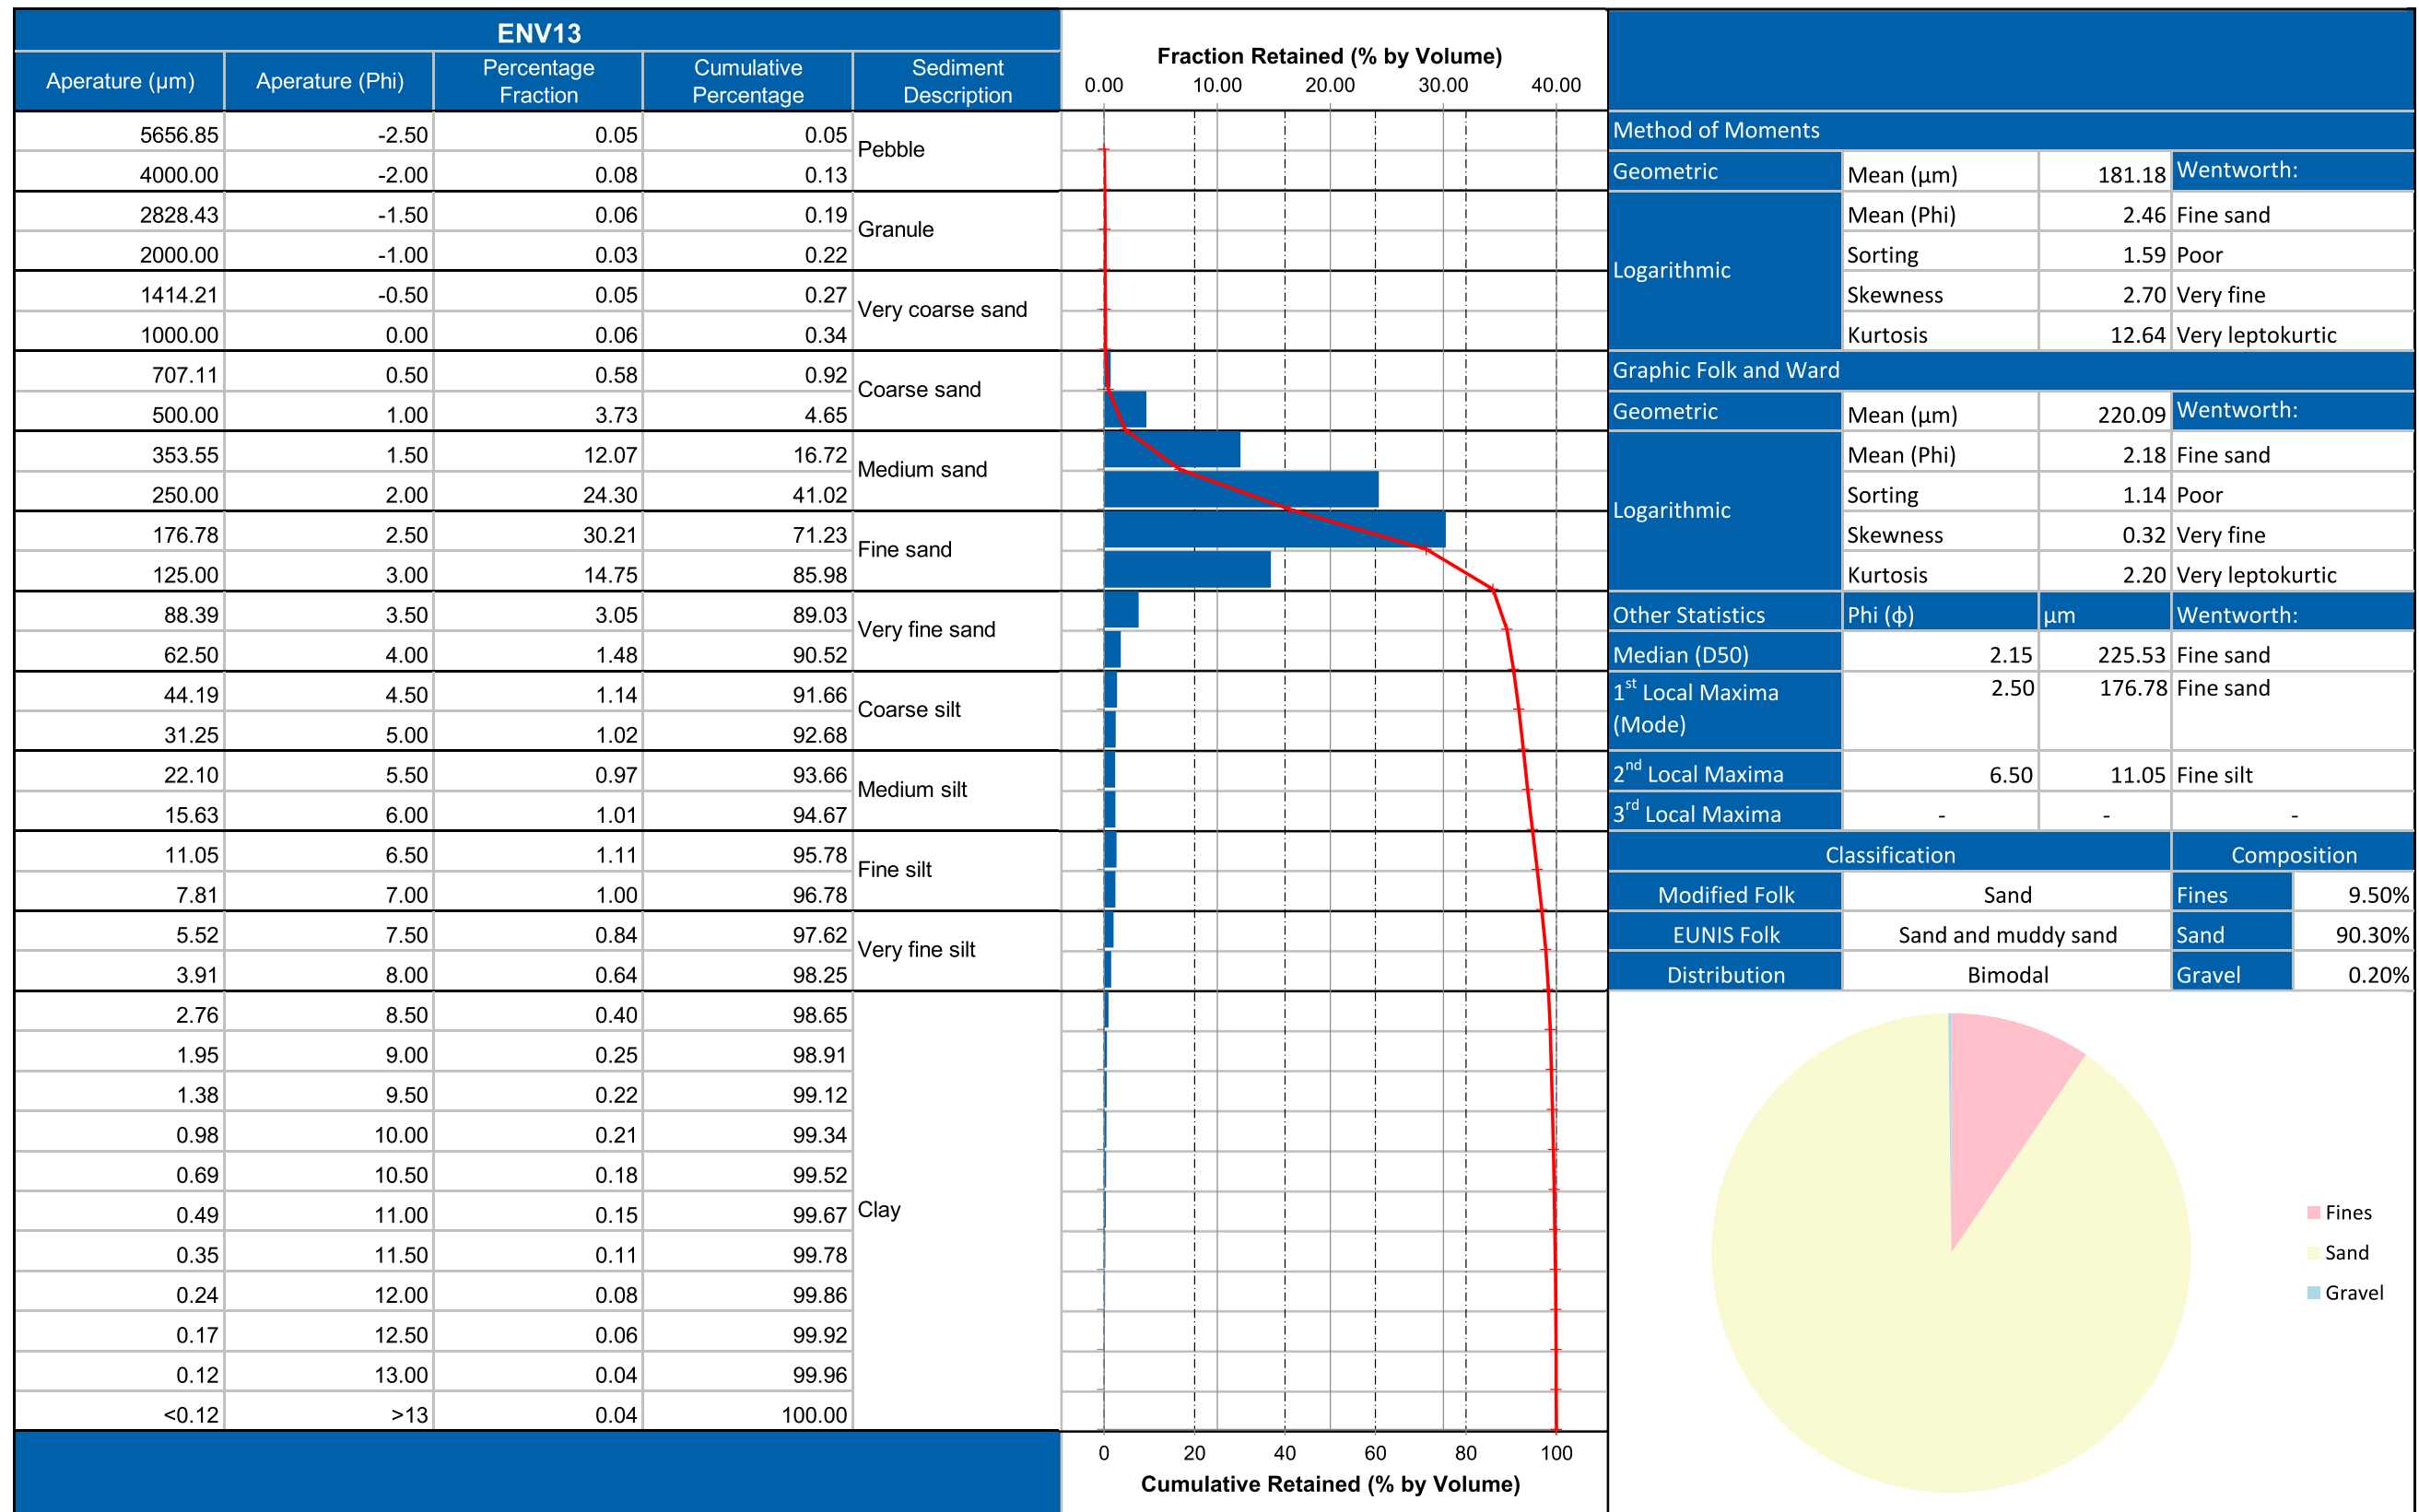 ENV13
Aperature (µm) Aperature (Phi) Percentage Fraction Cumulative Percentage Sediment Description
5656.85 -2.50 0.05 0.05 Pebble
4000.00 -2.00 0.08 0.13
2828.43 -1.50 0.06 0.19 Granule
2000.00 -1.00 0.03 0.22
1414.21 -0.50 0.05 0.27 Very coarse sand
1000.00 0.00 0.06 0.34
707.11 0.50 0.58 0.92 Coarse sand
500.00 1.00 3.73 4.65
353.55 1.50 12.07 16.72 Medium sand
250.00 2.00 24.30 41.02
176.78 2.50 30.21 71.23 Fine sand
125.00 3.00 14.75 85.98
88.39 3.50 3.05 89.03 Very fine sand
62.50 4.00 1.48 90.52
44.19 4.50 1.14 91.66 Coarse silt
31.25 5.00 1.02 92.68
22.10 5.50 0.97 93.66 Medium silt
15.63 6.00 1.01 94.67
11.05 6.50 1.11 95.78 Fine silt
7.81 7.00 1.00 96.78
5.52 7.50 0.84 97.62 Very fine silt
3.91 8.00 0.64 98.25
2.76 8.50 0.40 98.65
1.95 9.00 0.25 98.91
1.38 9.50 0.22 99.12
0.98 10.00 0.21 99.34
0.69 10.50 0.18 99.52
0.49 11.00 0.15 99.67 Clay
0.35 11.50 0.11 99.78
0.24 12.00 0.08 99.86
0.17 12.50 0.06 99.92
0.12 13.00 0.04 99.96
<0.12 >13 0.04 100.00
Fraction Retained (% by Volume)
0.00 10.00 20.00 30.00 40.00
0 20 40 60 80 100
Cumulative Retained (% by Volume)
Method of Moments
Geometric Mean (µm) 181.18 Wentworth:
Logarithmic
Mean (Phi) 2.46 Fine sand
Sorting 1.59 Poor
Skewness 2.70 Very fine
Kurtosis 12.64 Very leptokurtic
Graphic Folk and Ward
Geometric Mean (µm) 220.09 Wentworth:
Logarithmic
Mean (Phi) 2.18 Fine sand
Sorting 1.14 Poor
Skewness 0.32 Very fine
Kurtosis 2.20 Very leptokurtic
Other Statistics Phi (ϕ) µm Wentworth:
Median (D50) 2.15 225.53 Fine sand
1st Local Maxima (Mode) 2.50 176.78 Fine sand
2nd Local Maxima 6.50 11.05 Fine silt
3rd Local Maxima - - -
Classification Composition
Modified Folk Sand Fines 9.50%
EUNIS Folk Sand and muddy sand Sand 90.30%
Distribution Bimodal Gravel 0.20%
Fines
Sand
Gravel